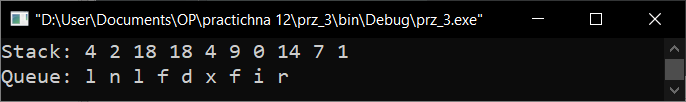 "D:\User\Documents\OP\practichna 12\prz_3\bin\Debug\prz_3.exe"
Stack: 4 2 18 18 4 9 0 14 7 1
Queue: l n l f d x f i r